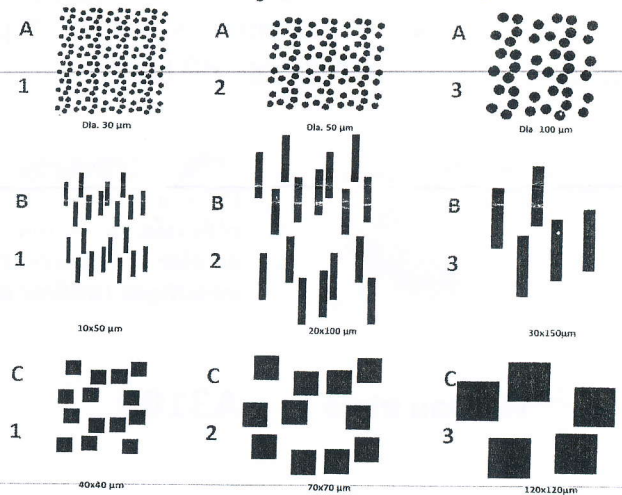 A
A
A
1
2
3
Dia. 30 µm
Dia. 50 µm
Dia 100 µm
B
B
B
1
2
3
10x50 µm
20x100 µm
30x150µm
C
C
C
1
2
3
40x40 µm
70x70 µm
120x120µm